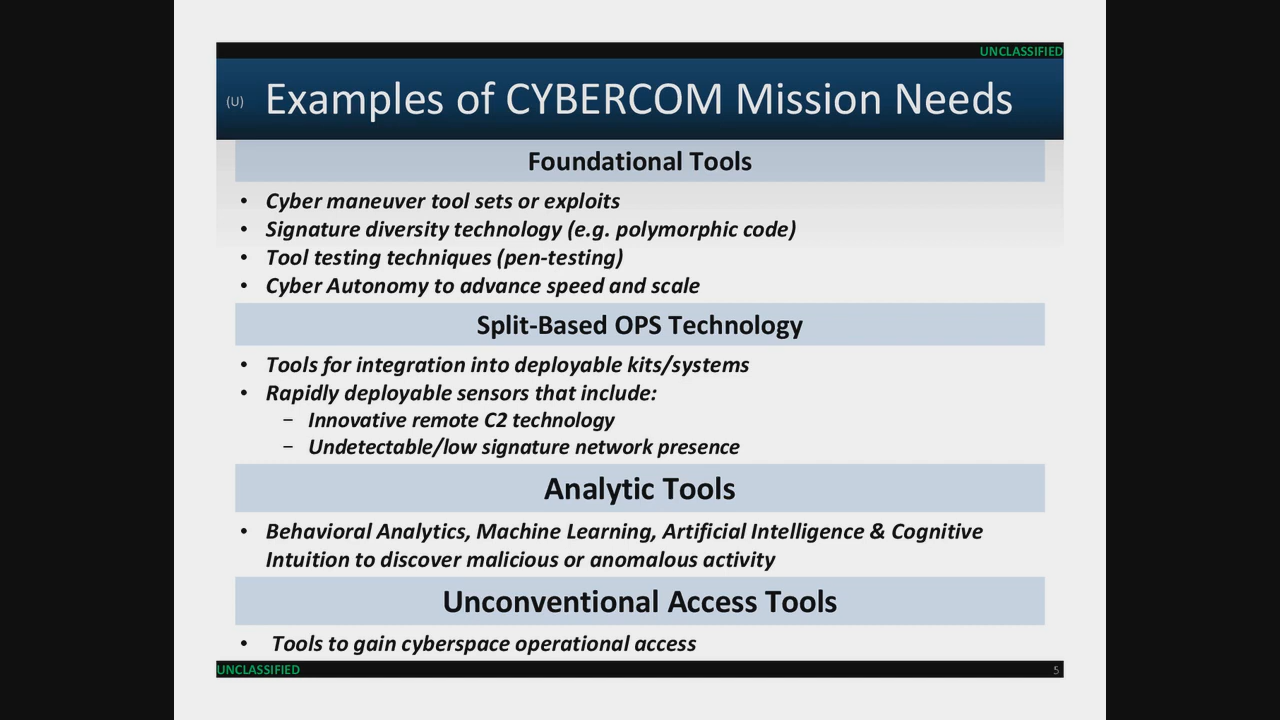 UNCLASSIFIED
(U) Examples of CYBERCOM Mission Needs
Foundational Tools
• Cyber maneuver tool sets or exploits
• Signature diversity technology (e.g. polymorphic code)
• Tool testing techniques (pen-testing)
• Cyber Autonomy to advance speed and scale
Split-Based OPS Technology
• Tools for integration into deployable kits/systems
• Rapidly deployable sensors that include:
− Innovative remote C2 technology
− Undetectable/low signature network presence
Analytic Tools
• Behavioral Analytics, Machine Learning, Artificial Intelligence & Cognitive
Intuition to discover malicious or anomalous activity
Unconventional Access Tools
• Tools to gain cyberspace operational access
UNCLASSIFIED 5